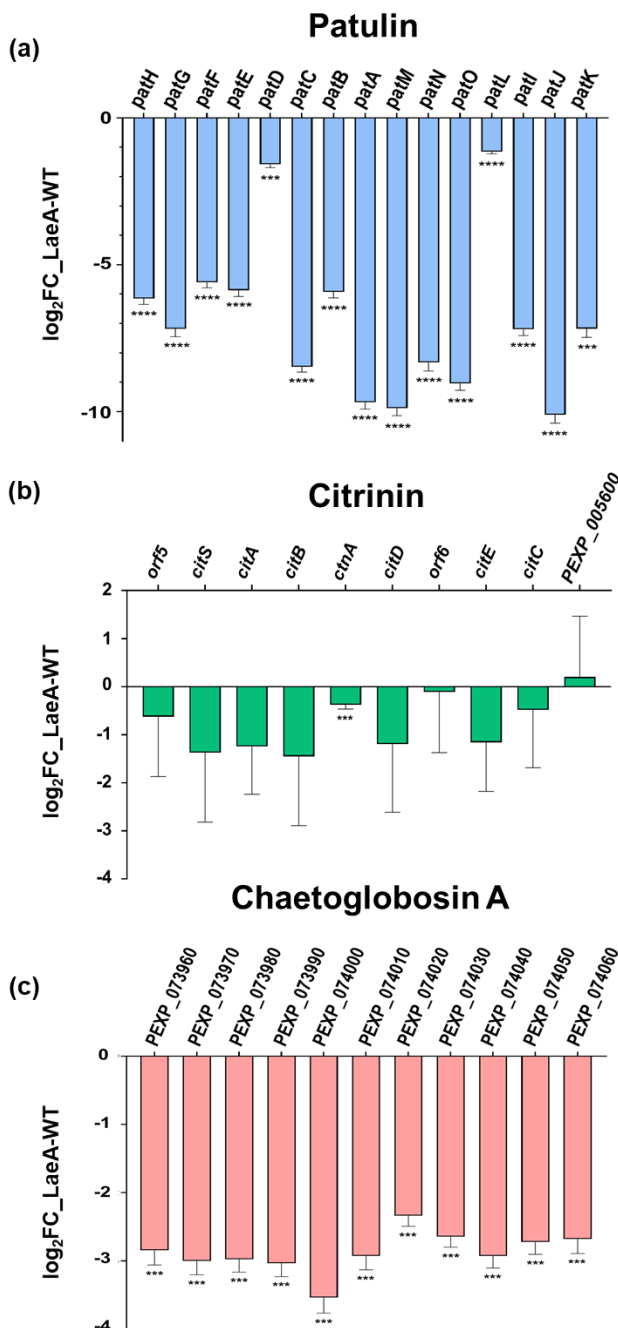 Patulin
(a)
patH patG patF patE patD patC patB patA patM patN patO patL patI patJ patK
0
-5
-10
log₂FC_LaeA-WT
**** **** **** **** *** **** **** **** **** **** **** **** **** **** ***
(b)
Citrinin
orf5 citS citA citB ctnA citD orf6 citE citC PEXP_005600
2
1
0
-1
-2
-3
-4
log₂FC_LaeA-WT
***
Chaetoglobosin A
(c)
PEXP_073960 PEXP_073970 PEXP_073980 PEXP_073990 PEXP_074000 PEXP_074010 PEXP_074020 PEXP_074030 PEXP_074040 PEXP_074050 PEXP_074060
0
-1
-2
-3
-4
log₂FC_LaeA-WT
*** *** *** *** *** *** *** *** *** *** ***